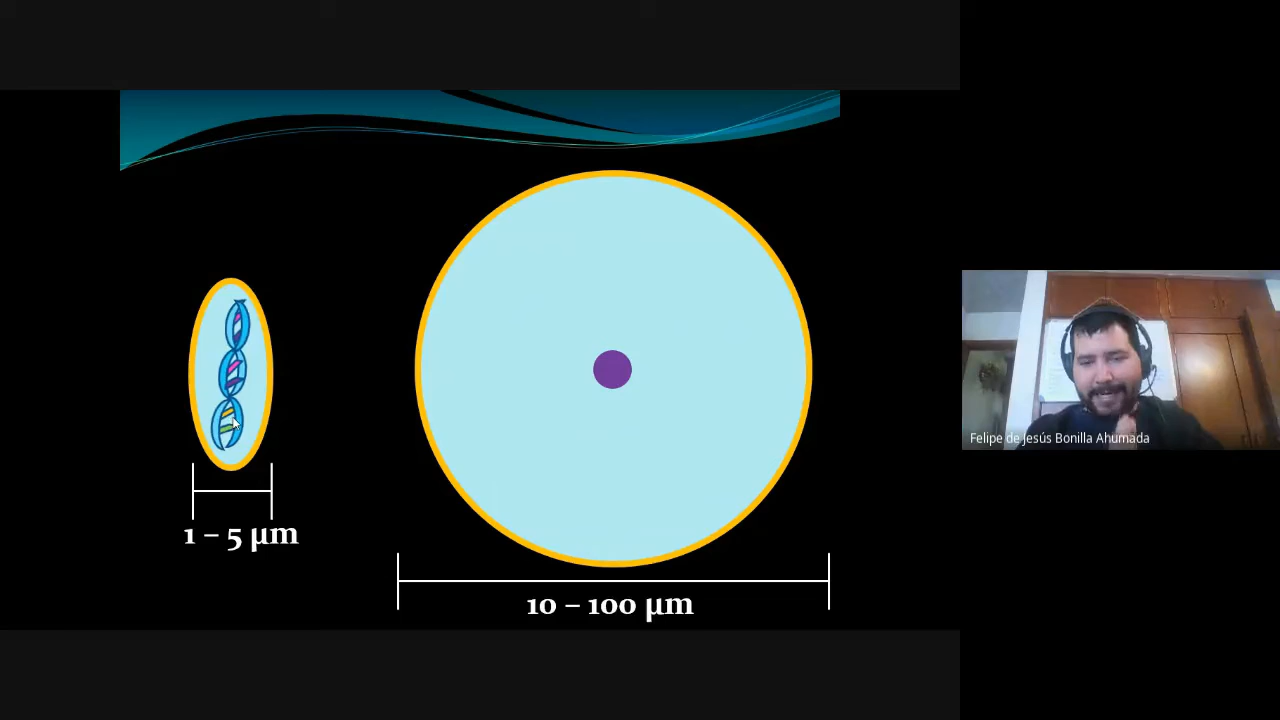 1 – 5 µm
10 – 100 µm
Felipe de Jesús Bonilla Ahumada